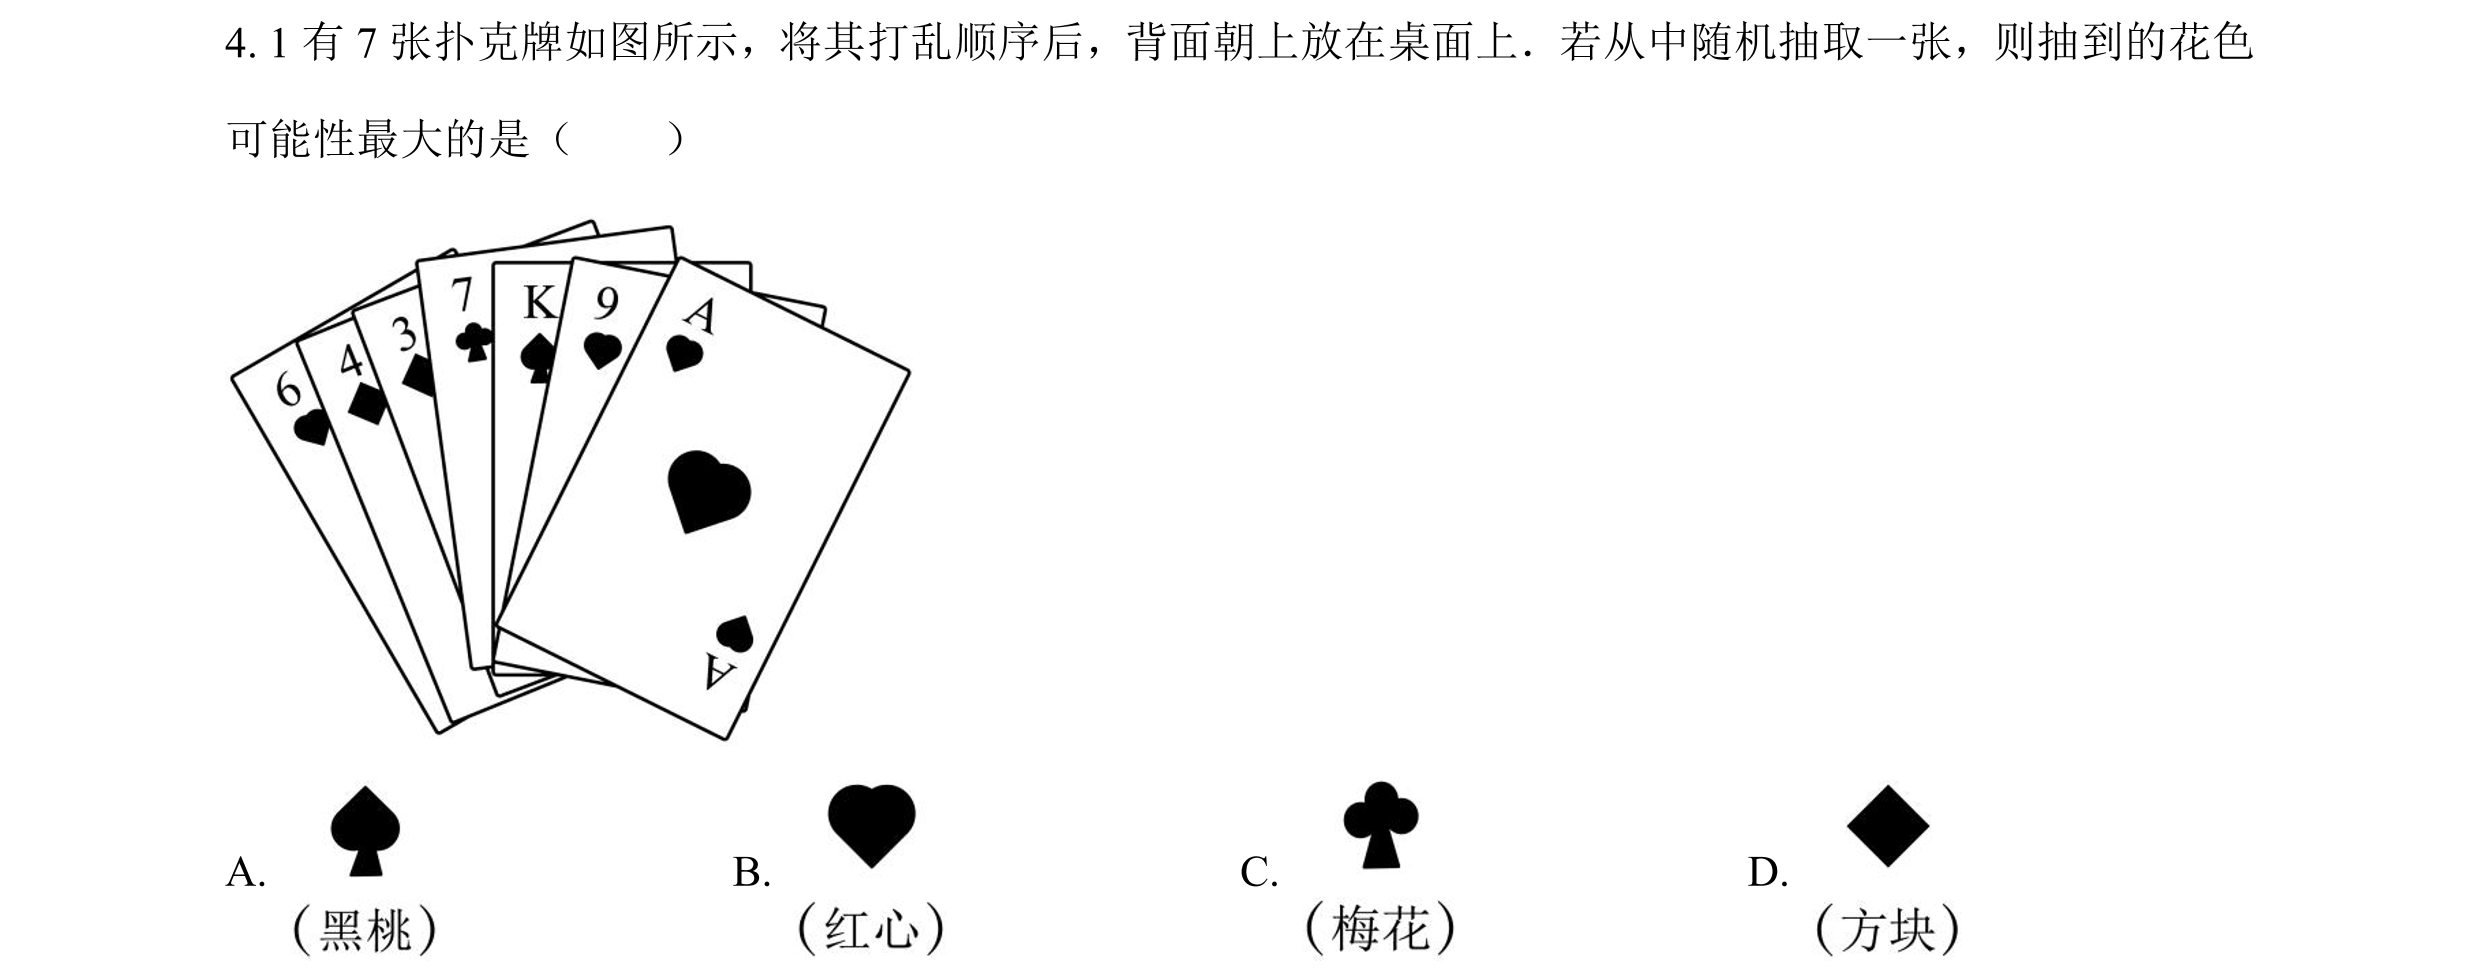 4. 1 有 7 张扑克牌如图所示，将其打乱顺序后，背面朝上放在桌面上．若从中随机抽取一张，则抽到的花色
可能性最大的是（　　）
6 4 3 7 K 9 A
A
A. B. C. D.
（黑桃） （红心） （梅花） （方块）